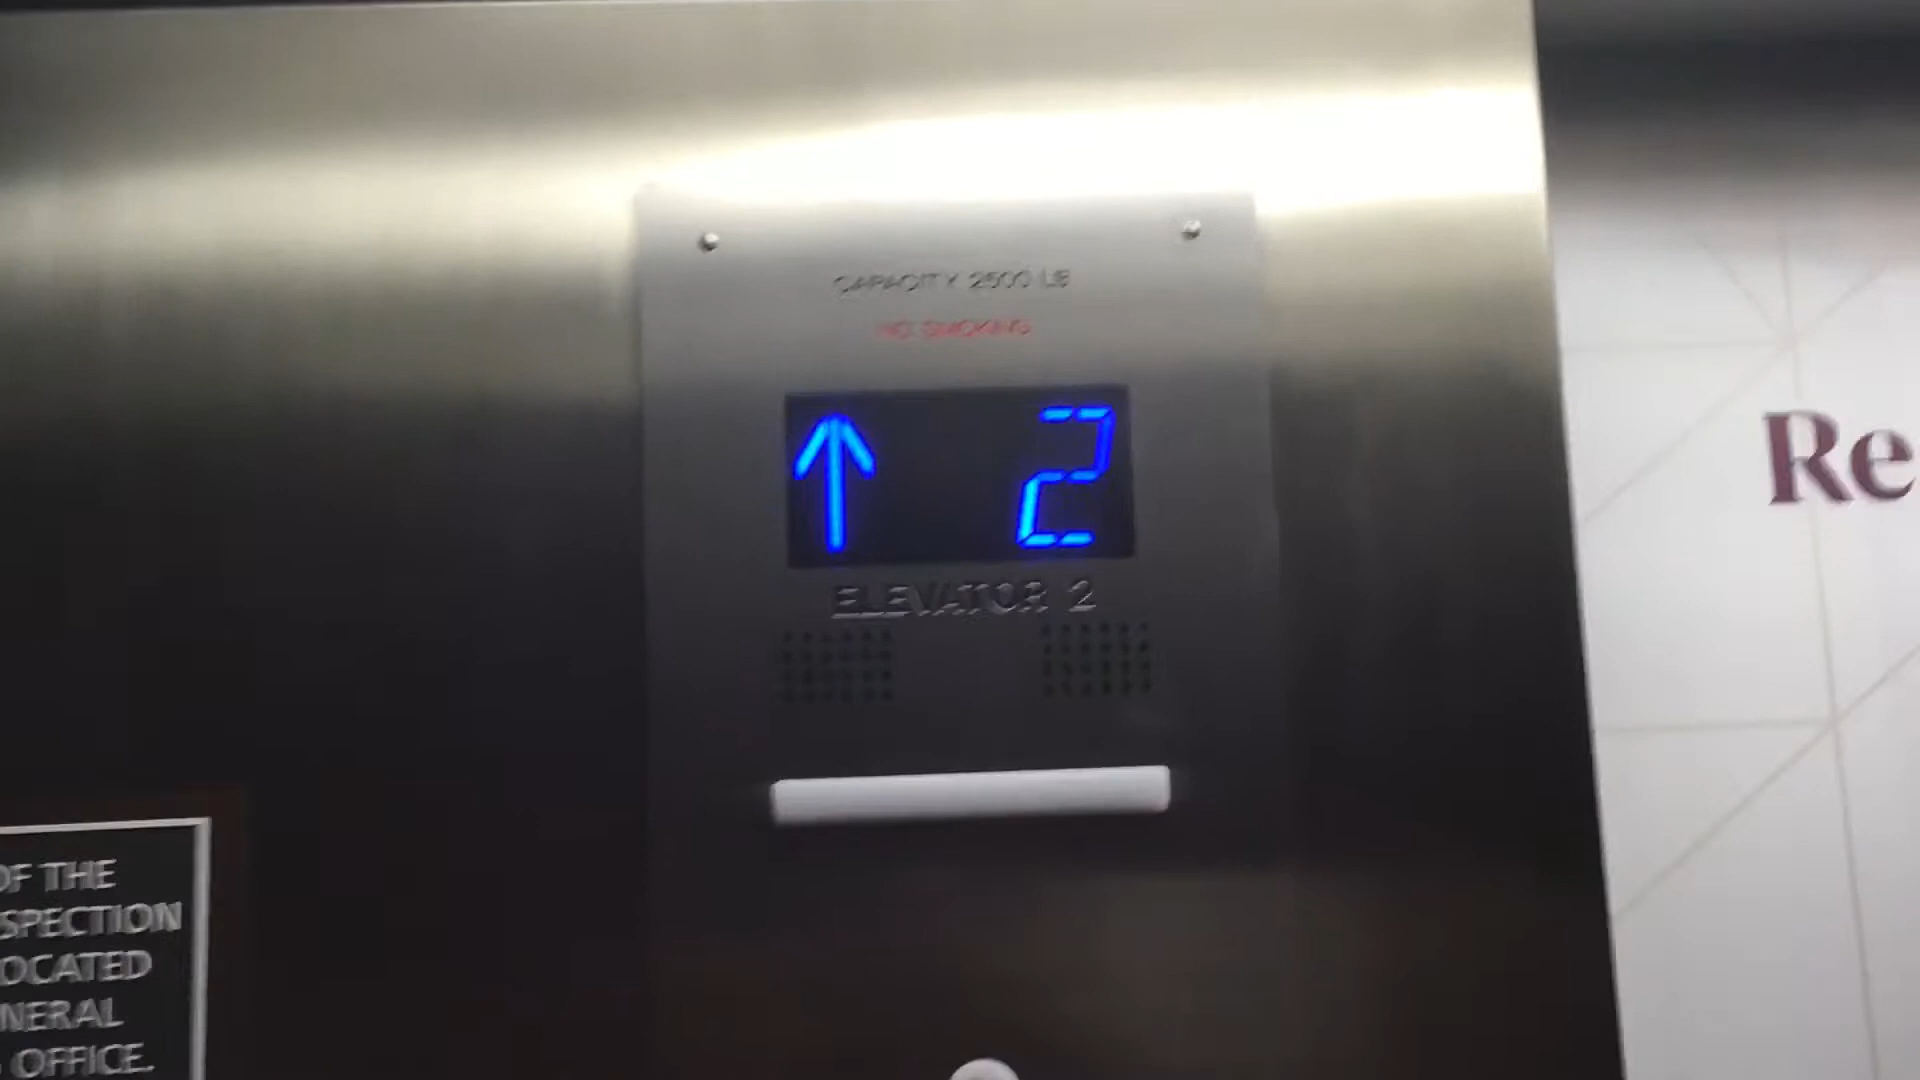 CAPACITY 2500 LB
NO SMOKING
↑ 2
ELEVATOR 2
Re
OF THE
SPECTION
OCATED
NERAL
OFFICE.